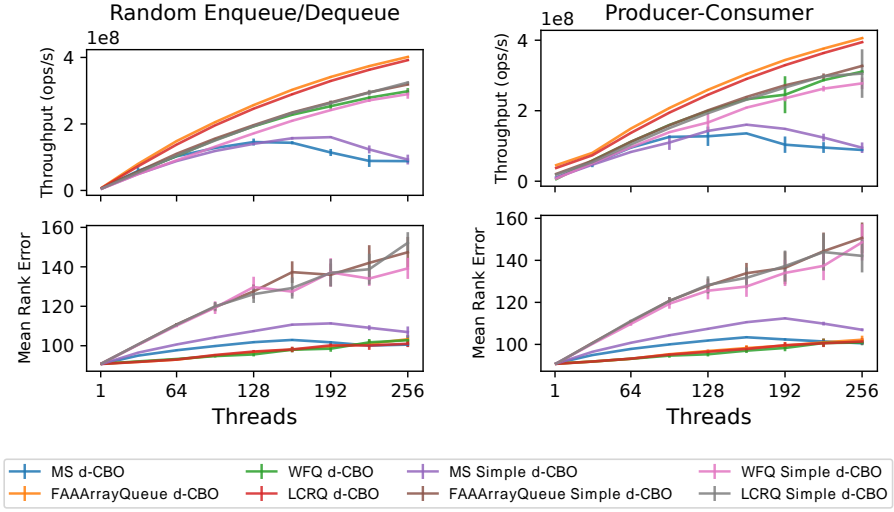 Random Enqueue/Dequeue
Producer-Consumer
1e8
1e8
Throughput (ops/s)
4
2
0
Throughput (ops/s)
4
2
0
Mean Rank Error
160
140
120
100
Mean Rank Error
160
140
120
100
1 64 128 192 256
1 64 128 192 256
Threads
Threads
MS d-CBO WFQ d-CBO MS Simple d-CBO WFQ Simple d-CBO
FAAArrayQueue d-CBO LCRQ d-CBO FAAArrayQueue Simple d-CBO LCRQ Simple d-CBO